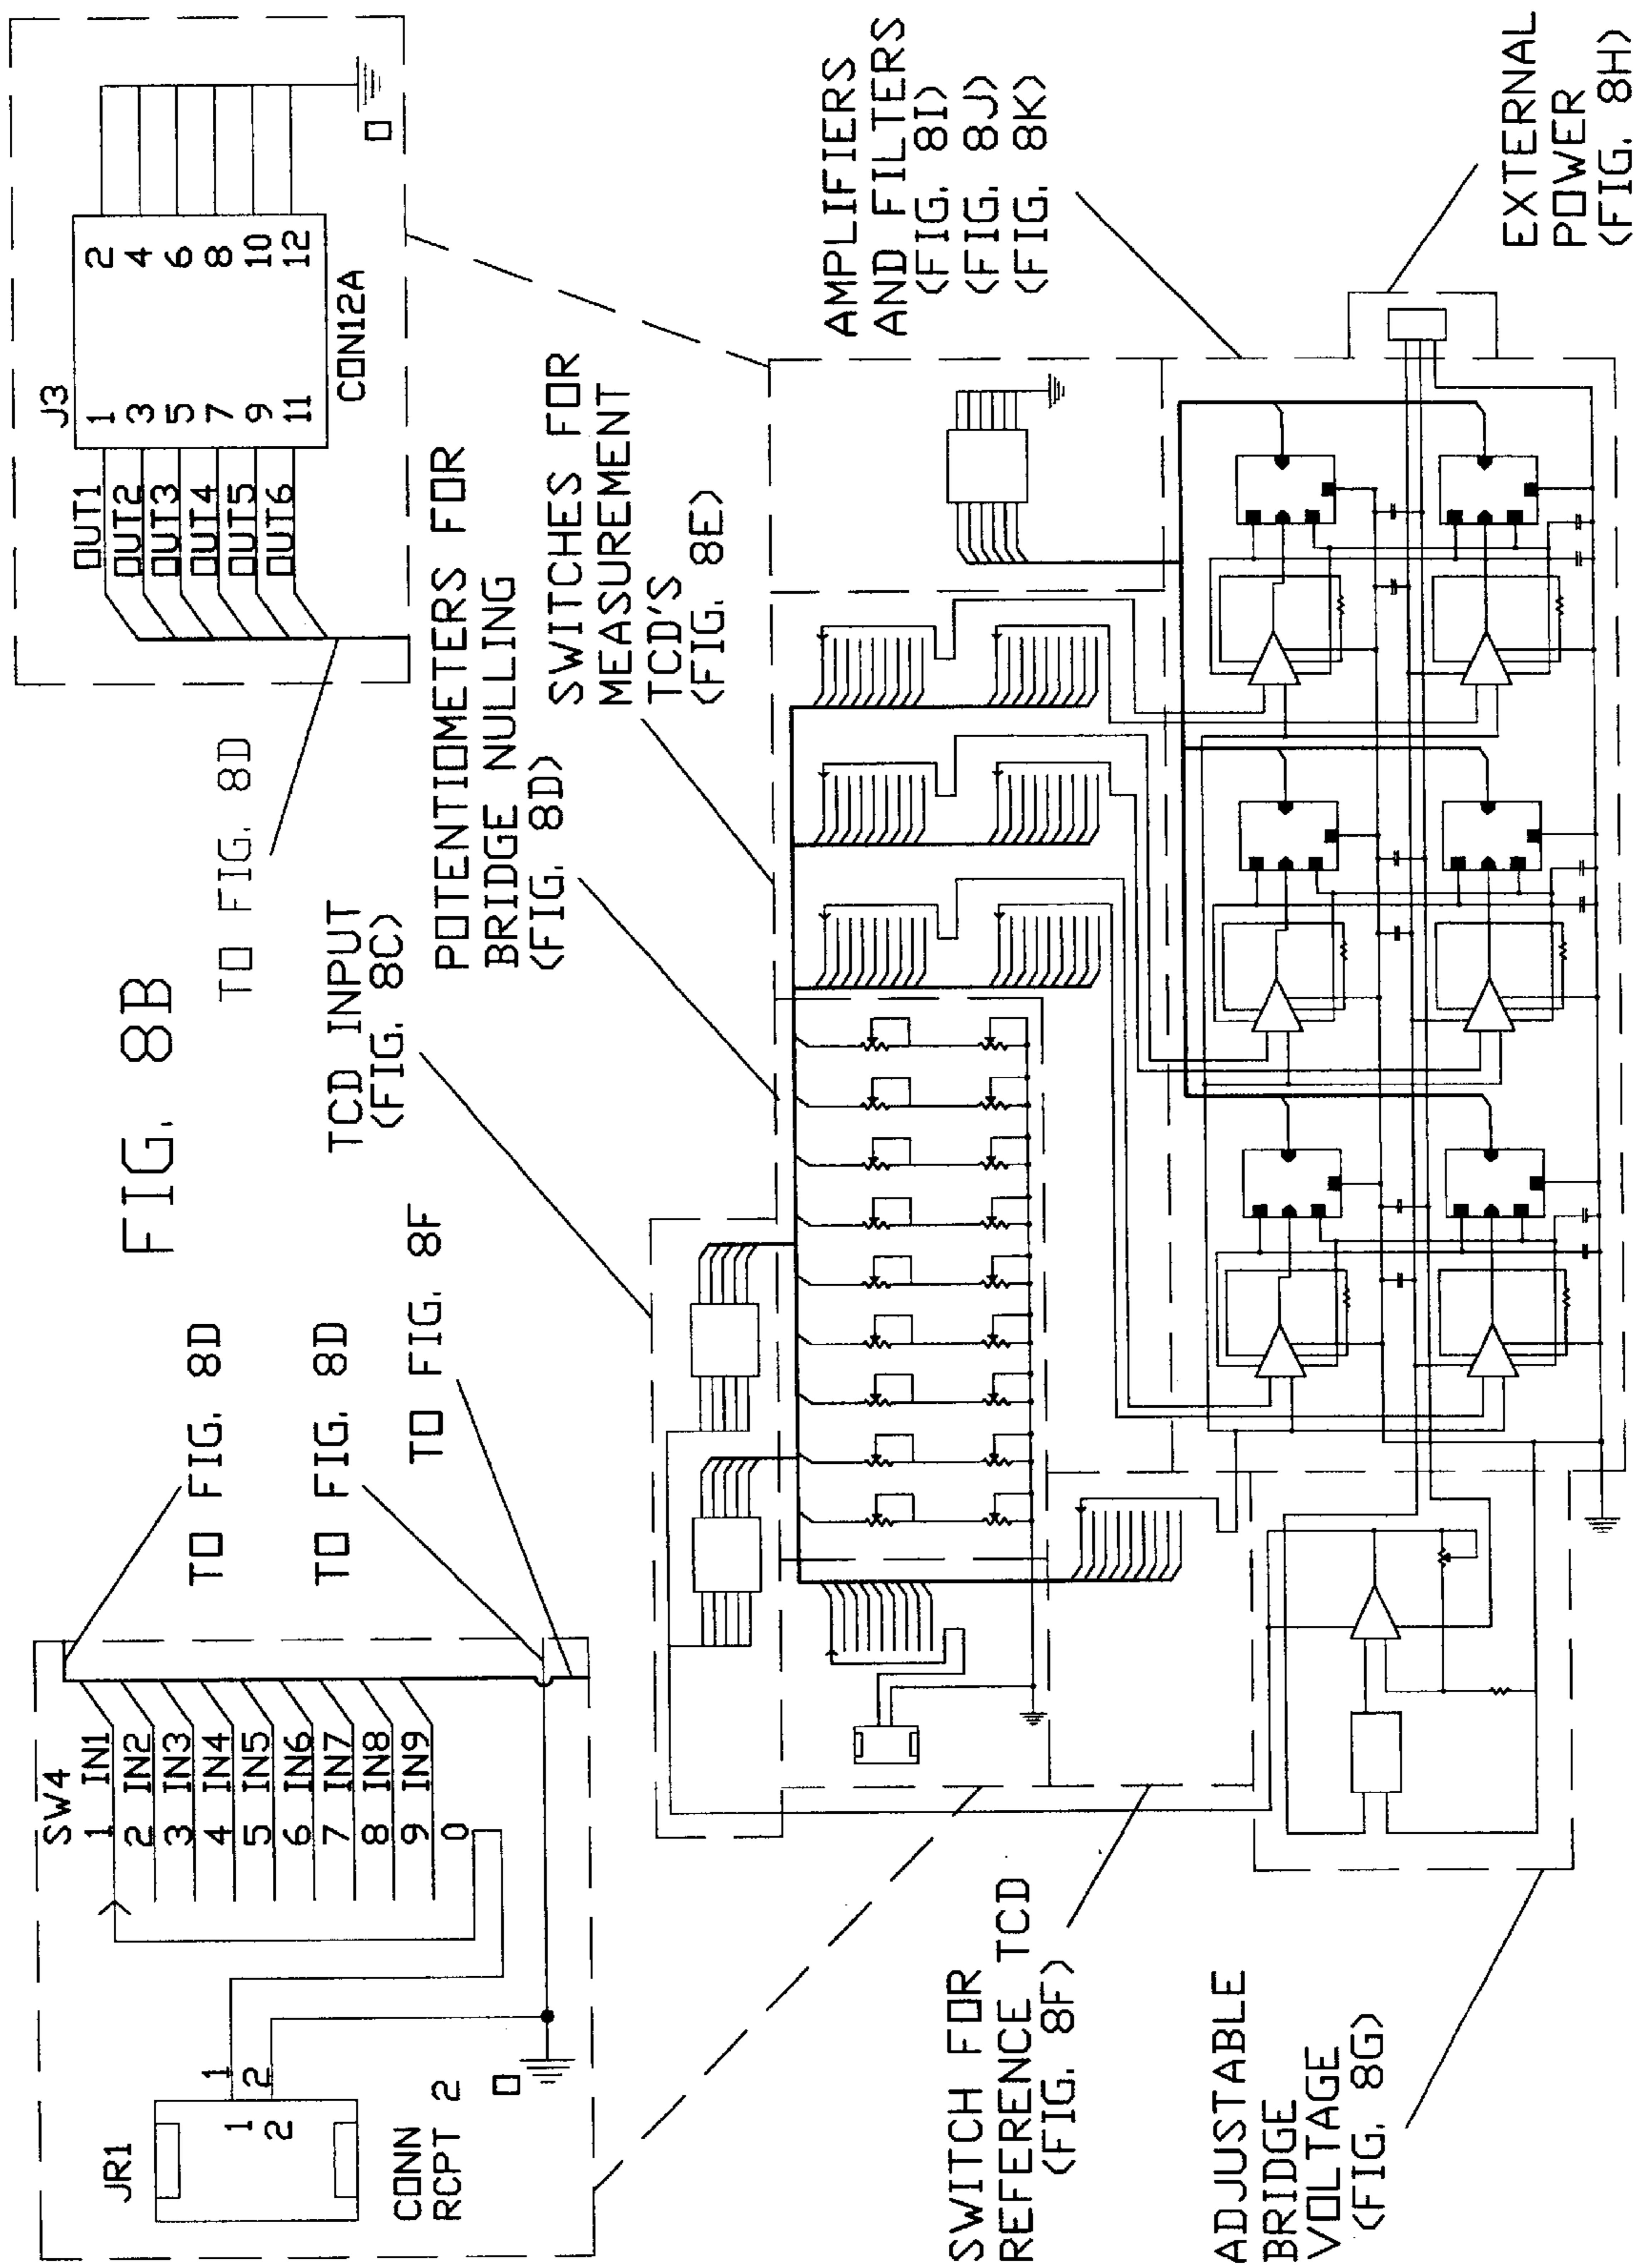 FIG. 8B
JR1
1
2
1
2
CONN
RCPT 2
0
SW4
1 IN1
2 IN2
3 IN3
4 IN4
5 IN5
6 IN6
7 IN7
8 IN8
9 IN9
0
TO FIG. 8D
TO FIG. 8D
TO FIG. 8F
TO FIG. 8D
OUT1
OUT2
OUT3
OUT4
OUT5
OUT6
J3
1 2
3 4
5 6
7 8
9 10
11 12
CON12A
0
TCD INPUT
(FIG. 8C)
POTENTIOMETERS FOR
BRIDGE NULLING
(FIG. 8D)
SWITCHES FOR
MEASUREMENT
TCD'S
(FIG. 8E)
AMPLIFIERS
AND FILTERS
(FIG. 8I)
(FIG. 8J)
(FIG. 8K)
SWITCH FOR
REFERENCE TCD
(FIG. 8F)
ADJUSTABLE
BRIDGE
VOLTAGE
(FIG. 8G)
EXTERNAL
POWER
(FIG. 8H)